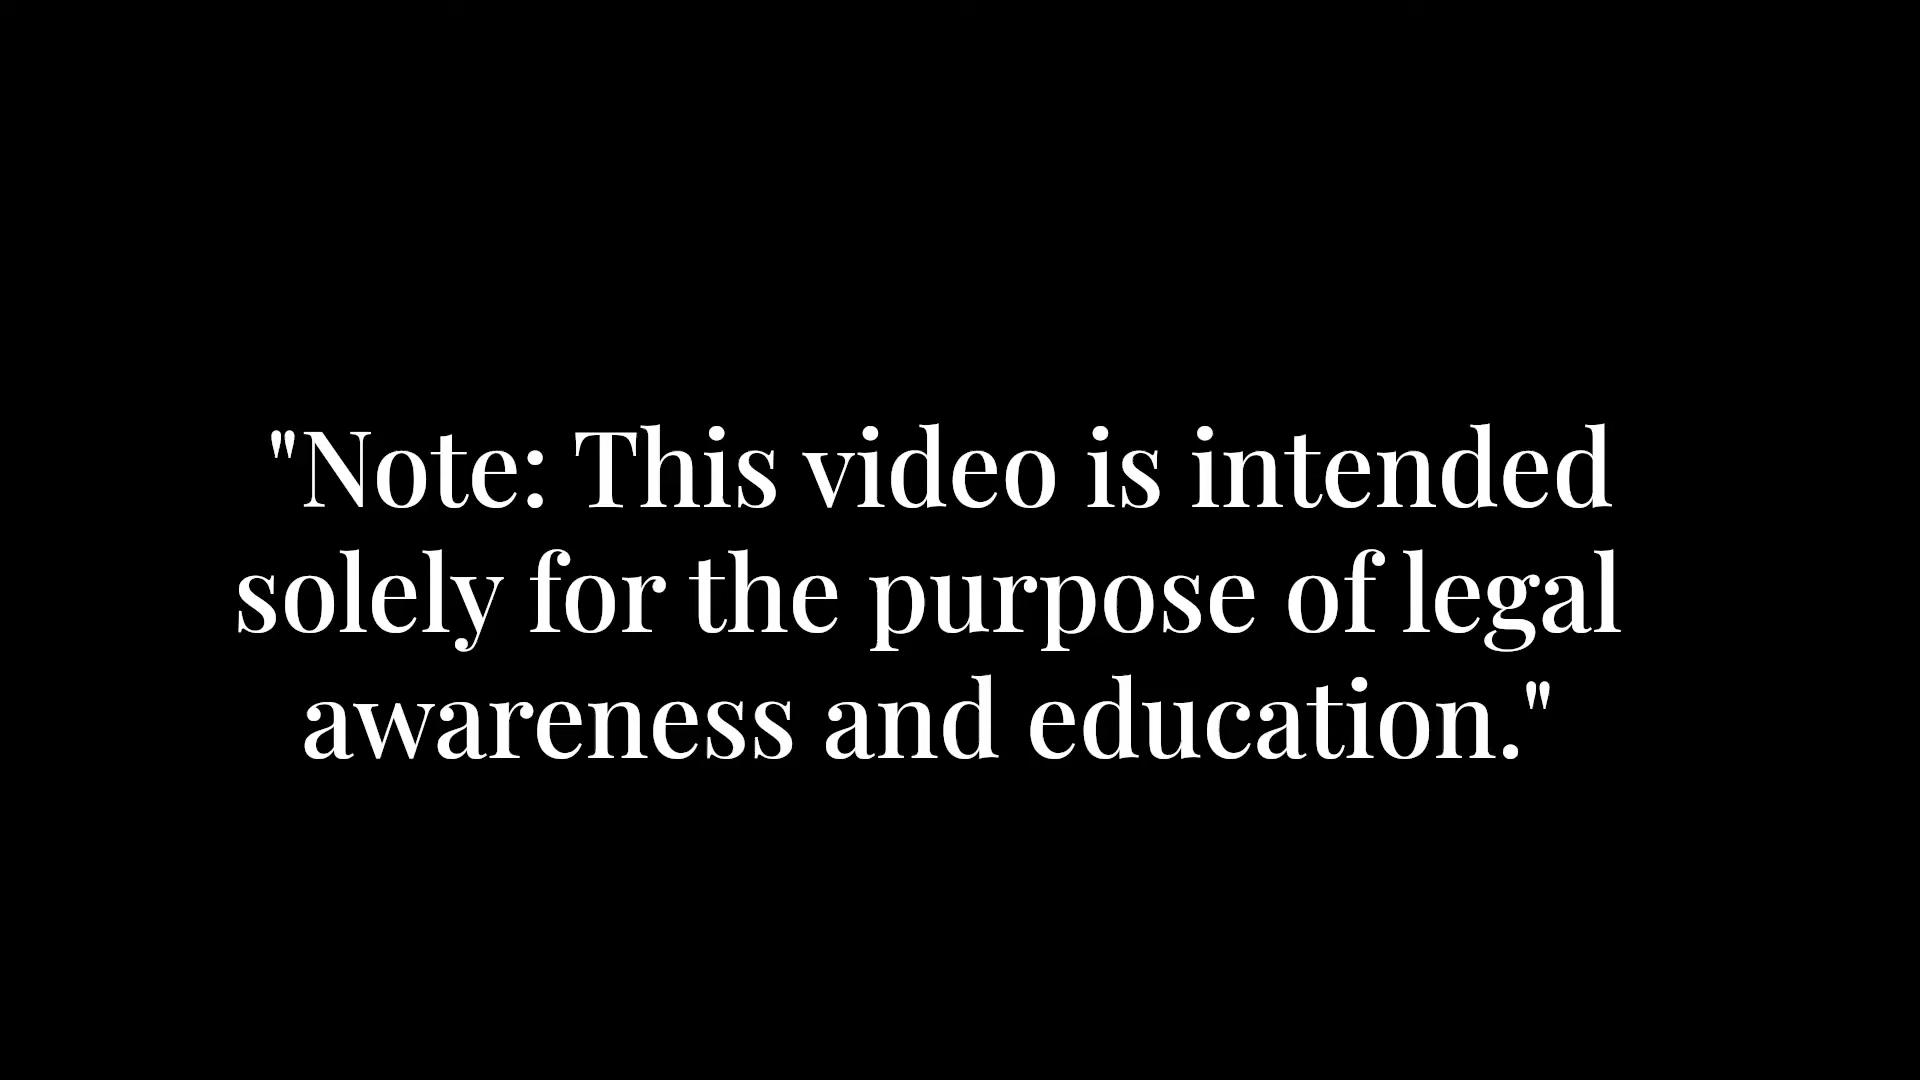 "Note: This video is intended
solely for the purpose of legal
awareness and education."